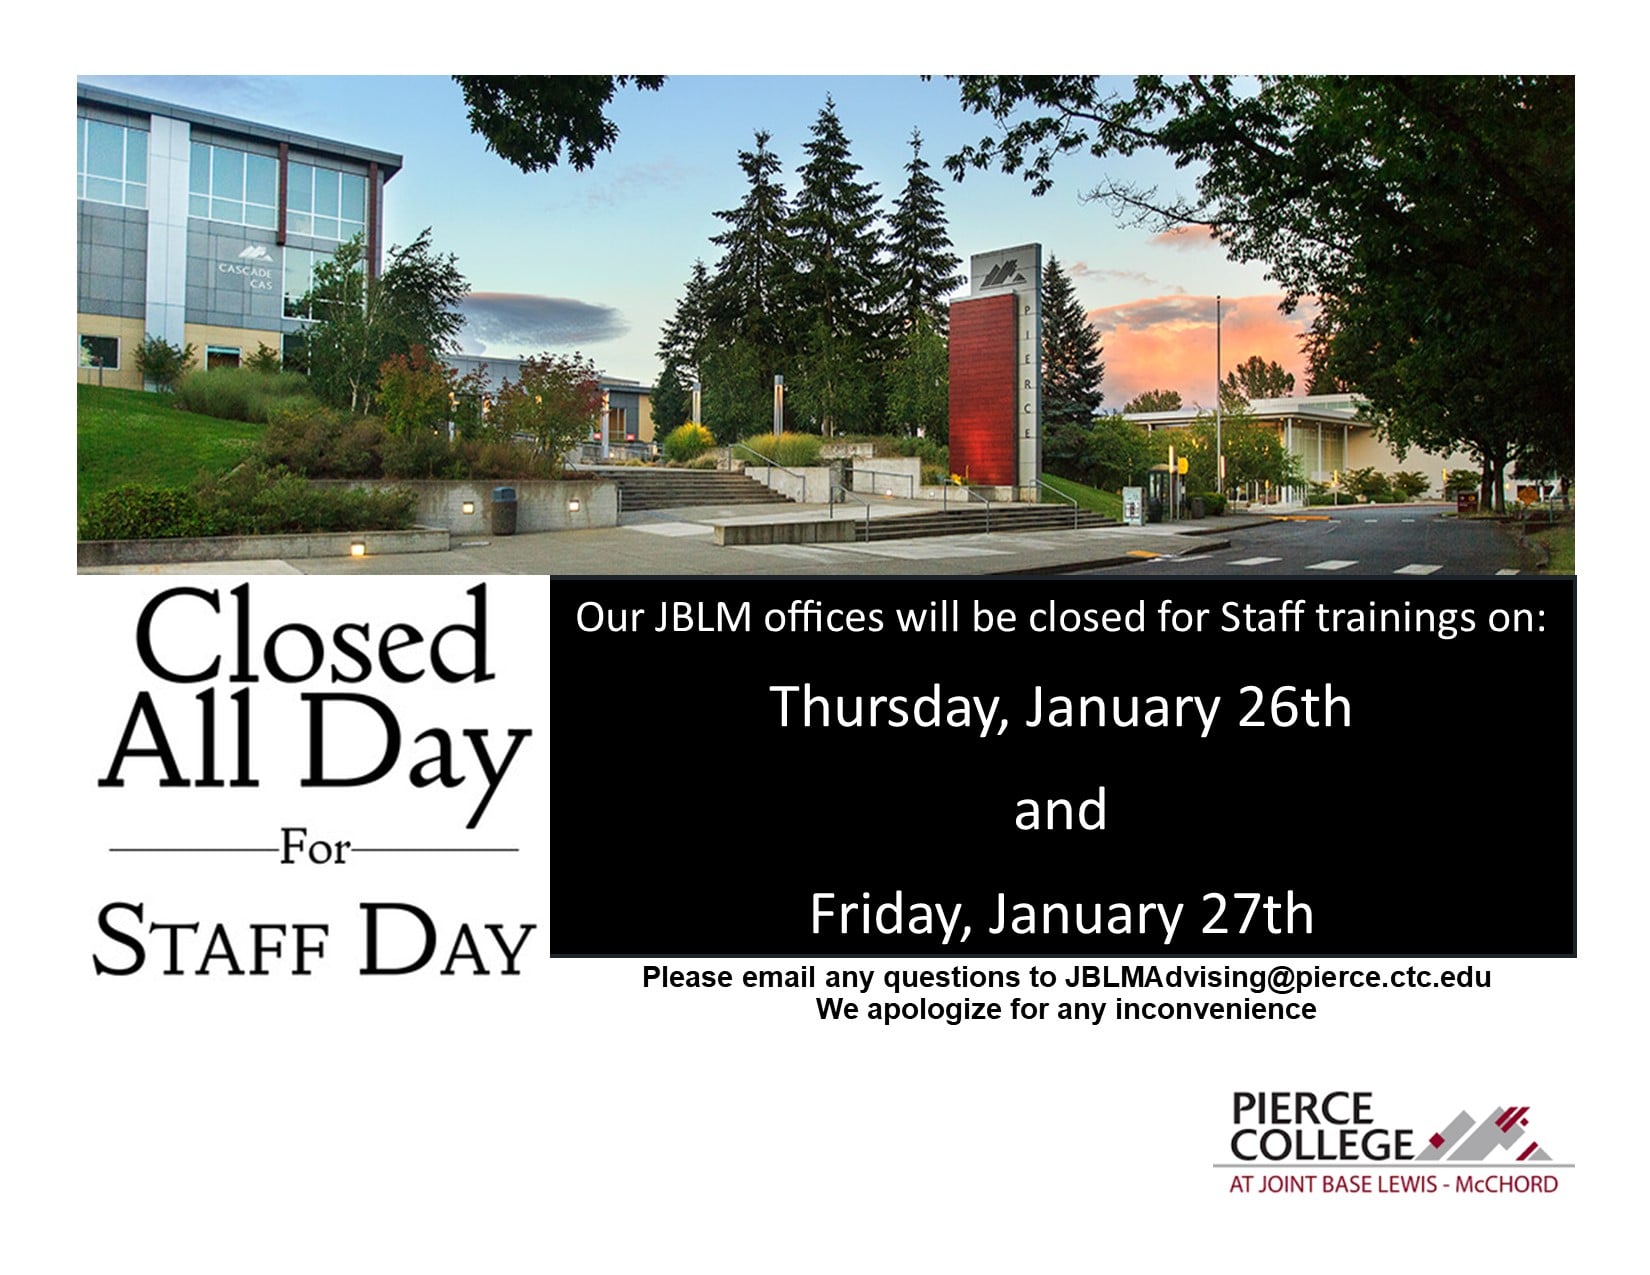 CASCADE
CAS
PIERCE
Closed
All Day
For
STAFF DAY
Our JBLM offices will be closed for Staff trainings on:
Thursday, January 26th
and
Friday, January 27th
Please email any questions to JBLMAdvising@pierce.ctc.edu
We apologize for any inconvenience
PIERCE
COLLEGE
AT JOINT BASE LEWIS - McCHORD